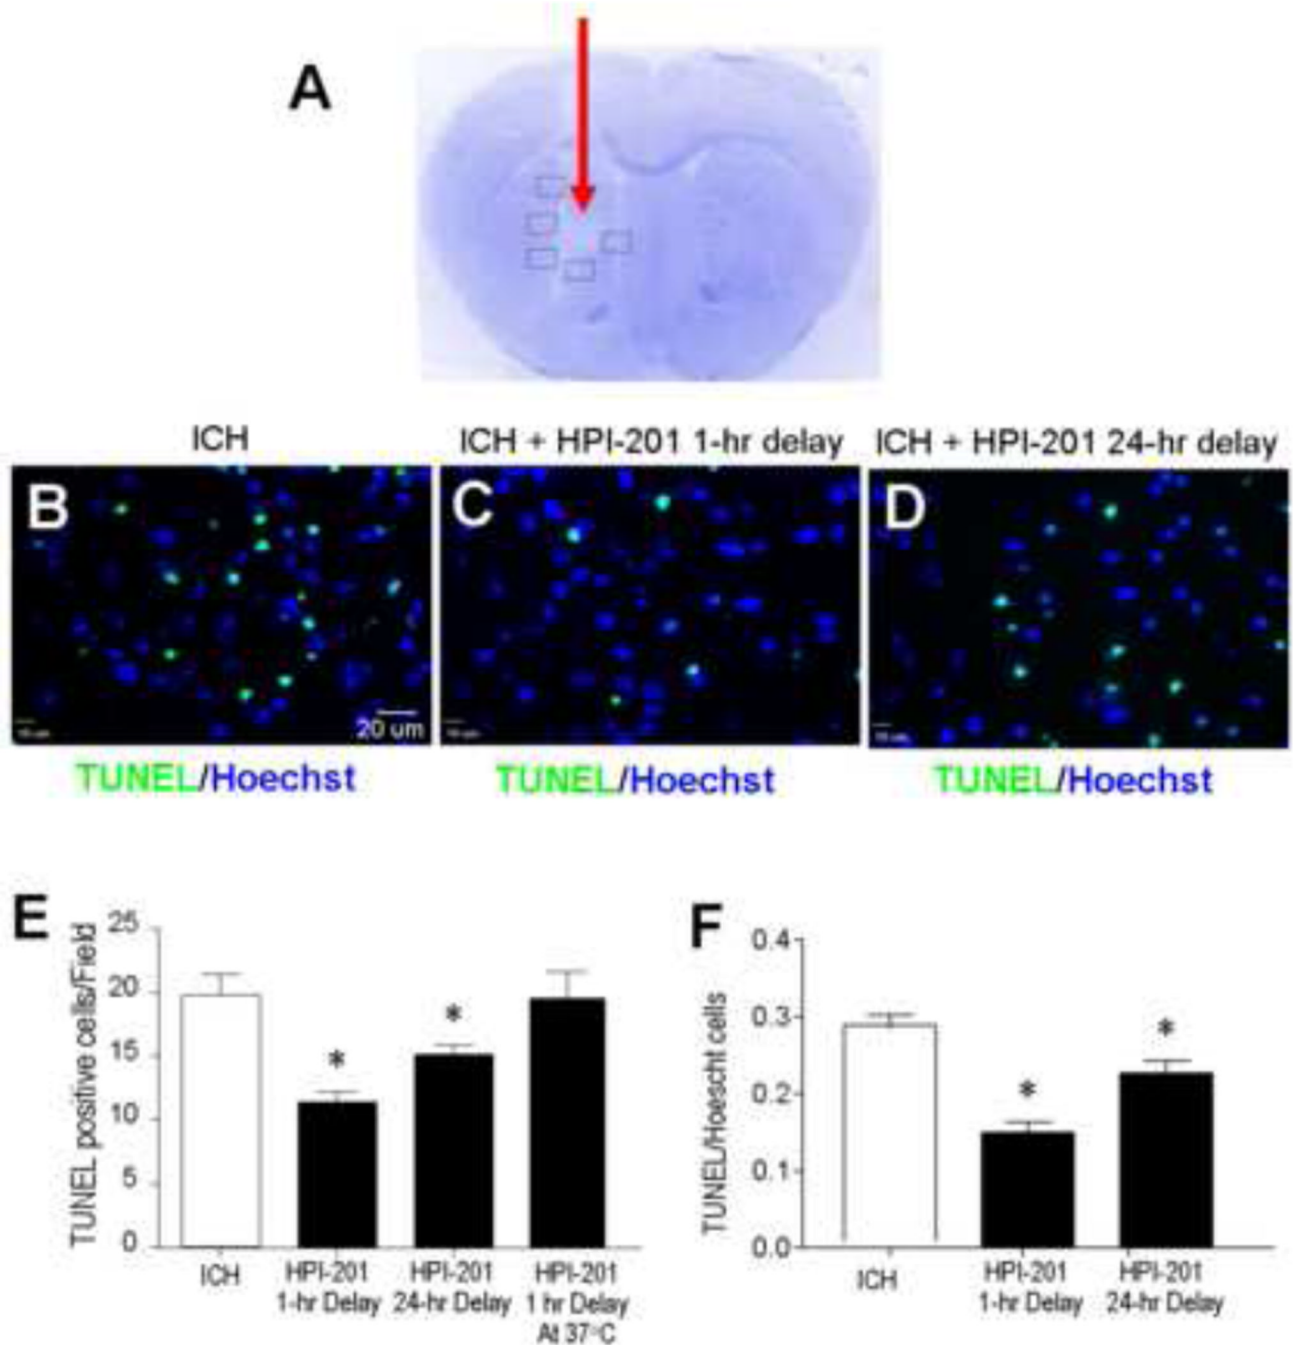 A
ICH
ICH + HPI-201 1-hr delay
ICH + HPI-201 24-hr delay
B
C
D
20 um
TUNEL/Hoechst
TUNEL/Hoechst
TUNEL/Hoechst
E
TUNEL positive cells/Field
25
20
15
10
5
0
*
*
ICH
HPI-201
1-hr Delay
HPI-201
24-hr Delay
HPI-201
1 hr Delay
At 37°C
F
TUNEL/Hoescht cells
0.4
0.3
0.2
0.1
0.0
*
*
ICH
HPI-201
1-hr Delay
HPI-201
24-hr Delay